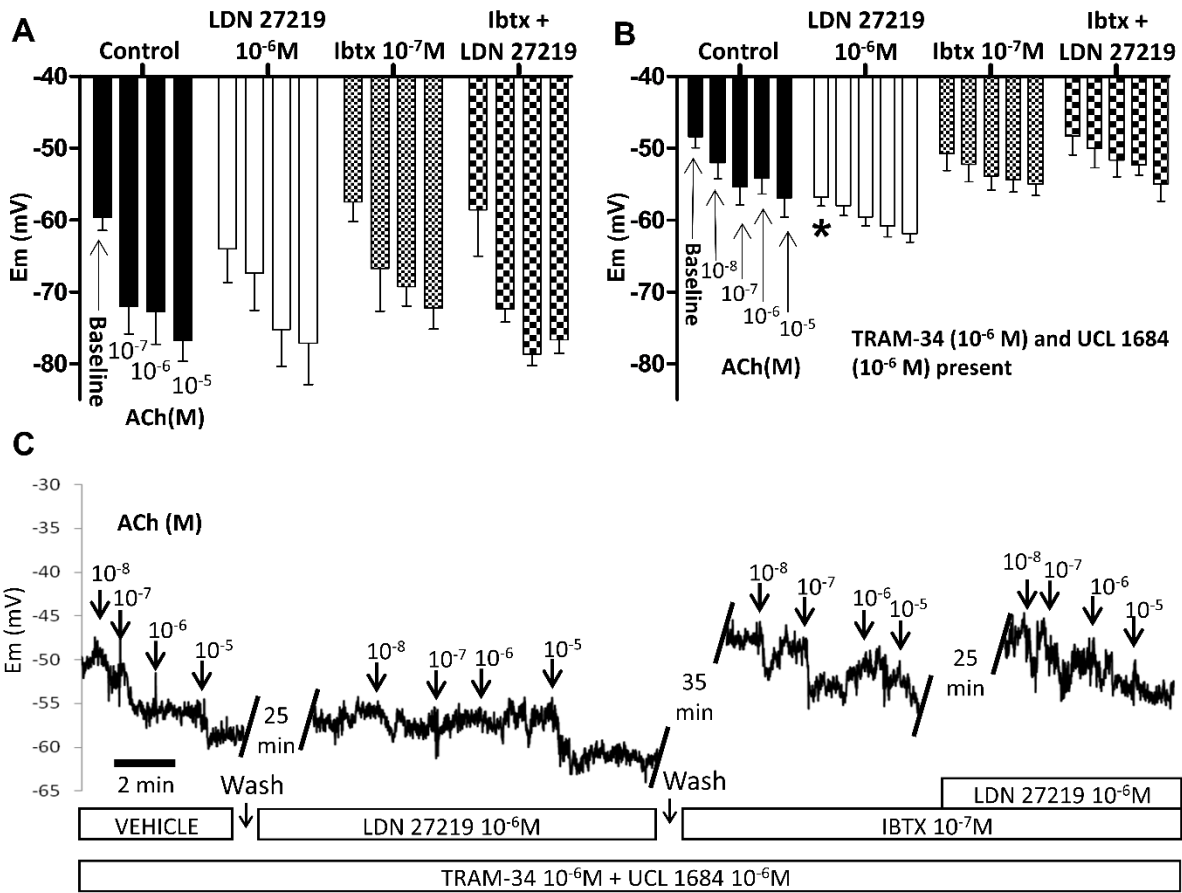 A
Control
LDN 27219
10⁻⁶M
Ibtx 10⁻⁷M
Ibtx +
LDN 27219
-40
-50
-60
-70
-80
Em (mV)
Baseline
10⁻⁷
10⁻⁶
10⁻⁵
ACh(M)
B
Control
LDN 27219
10⁻⁶M
Ibtx 10⁻⁷M
Ibtx +
LDN 27219
-40
-50
-60
-70
-80
Em (mV)
*
Baseline
10⁻⁸
10⁻⁷
10⁻⁶
10⁻⁵
ACh(M)
TRAM-34 (10⁻⁶ M) and UCL 1684
(10⁻⁶ M) present
C
-30
-35
-40
-45
-50
-55
-60
-65
Em (mV)
ACh (M)
10⁻⁸
10⁻⁷
10⁻⁶
10⁻⁵
25
min
10⁻⁸
10⁻⁷
10⁻⁶
10⁻⁵
35
min
10⁻⁸
10⁻⁷
10⁻⁶
10⁻⁵
25
min
10⁻⁸
10⁻⁷
10⁻⁶
10⁻⁵
2 min
Wash
Wash
LDN 27219 10⁻⁶M
VEHICLE
LDN 27219 10⁻⁶M
IBTX 10⁻⁷M
TRAM-34 10⁻⁶M + UCL 1684 10⁻⁶M